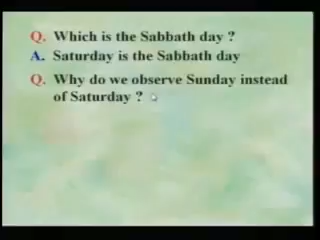 Q. Which is the Sabbath day ?
A. Saturday is the Sabbath day
Q. Why do we observe Sunday instead
of Saturday ?